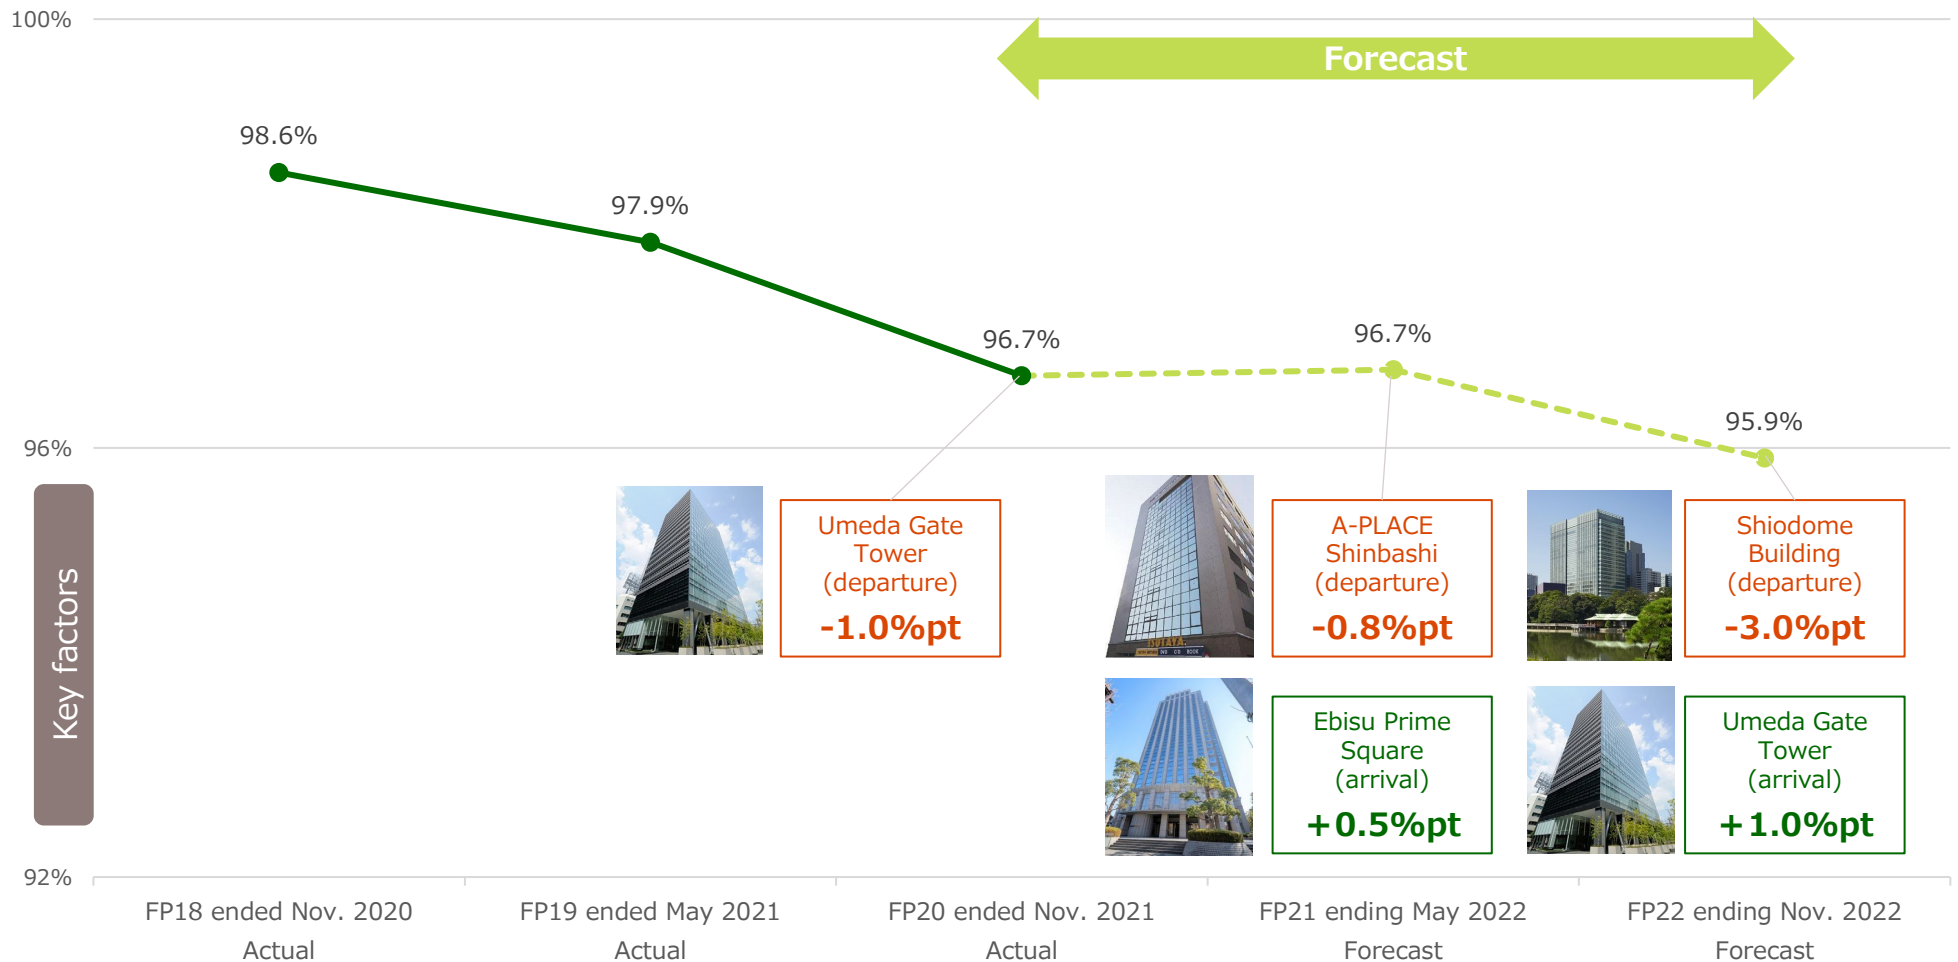 100%
Forecast
98.6%
97.9%
96.7%
96.7%
95.9%
96%
Key factors
Umeda Gate
Tower
(departure)
-1.0%pt
A-PLACE
Shinbashi
(departure)
-0.8%pt
Shiodome
Building
(departure)
-3.0%pt
Ebisu Prime
Square
(arrival)
+0.5%pt
Umeda Gate
Tower
(arrival)
+1.0%pt
92%
FP18 ended Nov. 2020
Actual
FP19 ended May 2021
Actual
FP20 ended Nov. 2021
Actual
FP21 ending May 2022
Forecast
FP22 ending Nov. 2022
Forecast